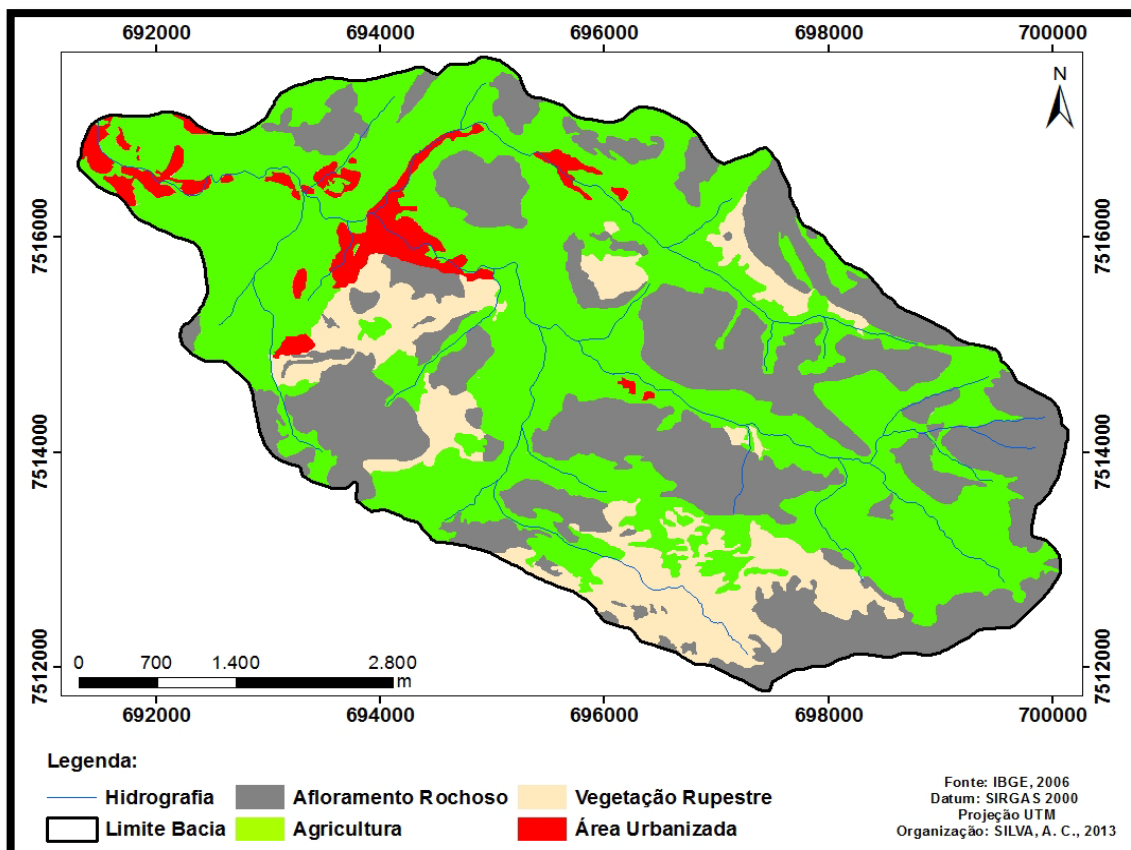 692000 694000 696000 698000 700000
N
7516000 7516000
7514000 7514000
7512000 7512000
0 700 1.400 2.800
m
692000 694000 696000 698000 700000
Legenda:
Hidrografia Afloramento Rochoso Vegetação Rupestre
Limite Bacia Agricultura Área Urbanizada
Fonte: IBGE, 2006
Datum: SIRGAS 2000
Projeção UTM
Organização: SILVA, A. C., 2013